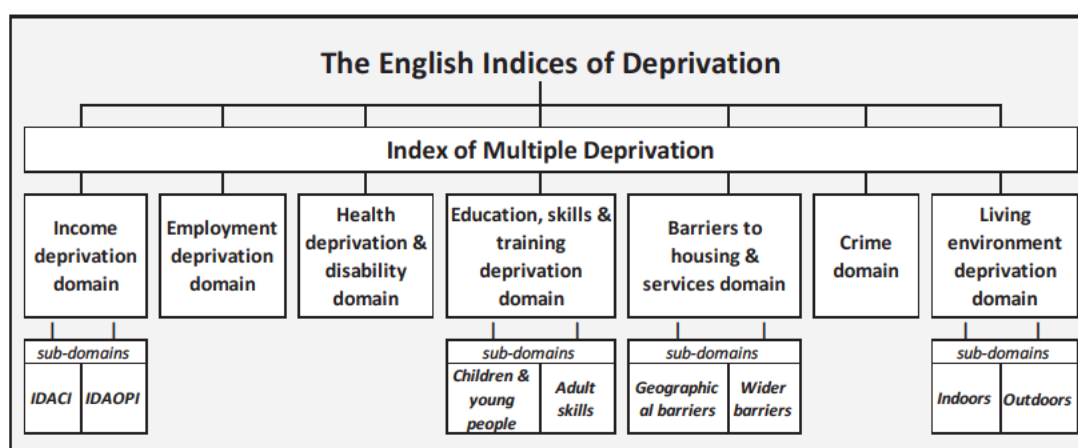 The English Indices of Deprivation
Index of Multiple Deprivation
Income
deprivation
domain
Employment
deprivation
domain
Health
deprivation &
disability
domain
Education, skills &
training
deprivation
domain
Barriers to
housing &
services domain
Crime
domain
Living
environment
deprivation
domain
sub-domains
IDACI
IDAOPI
sub-domains
Children &
young
people
Adult
skills
sub-domains
Geographic
al barriers
Wider
barriers
sub-domains
Indoors
Outdoors